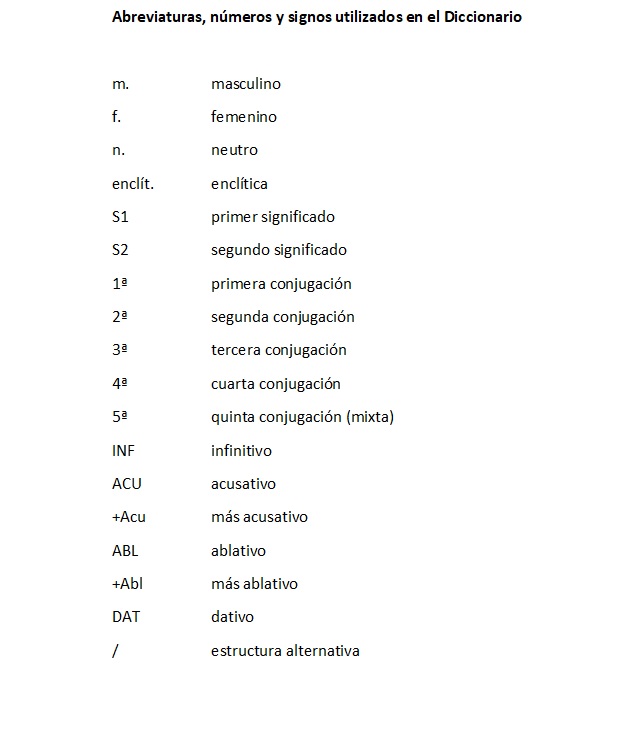 Abreviaturas, números y signos utilizados en el Diccionario
m. masculino
f. femenino
n. neutro
enclít. enclítica
S1 primer significado
S2 segundo significado
1ª primera conjugación
2ª segunda conjugación
3ª tercera conjugación
4ª cuarta conjugación
5ª quinta conjugación (mixta)
INF infinitivo
ACU acusativo
+Acu más acusativo
ABL ablativo
+Abl más ablativo
DAT dativo
/ estructura alternativa